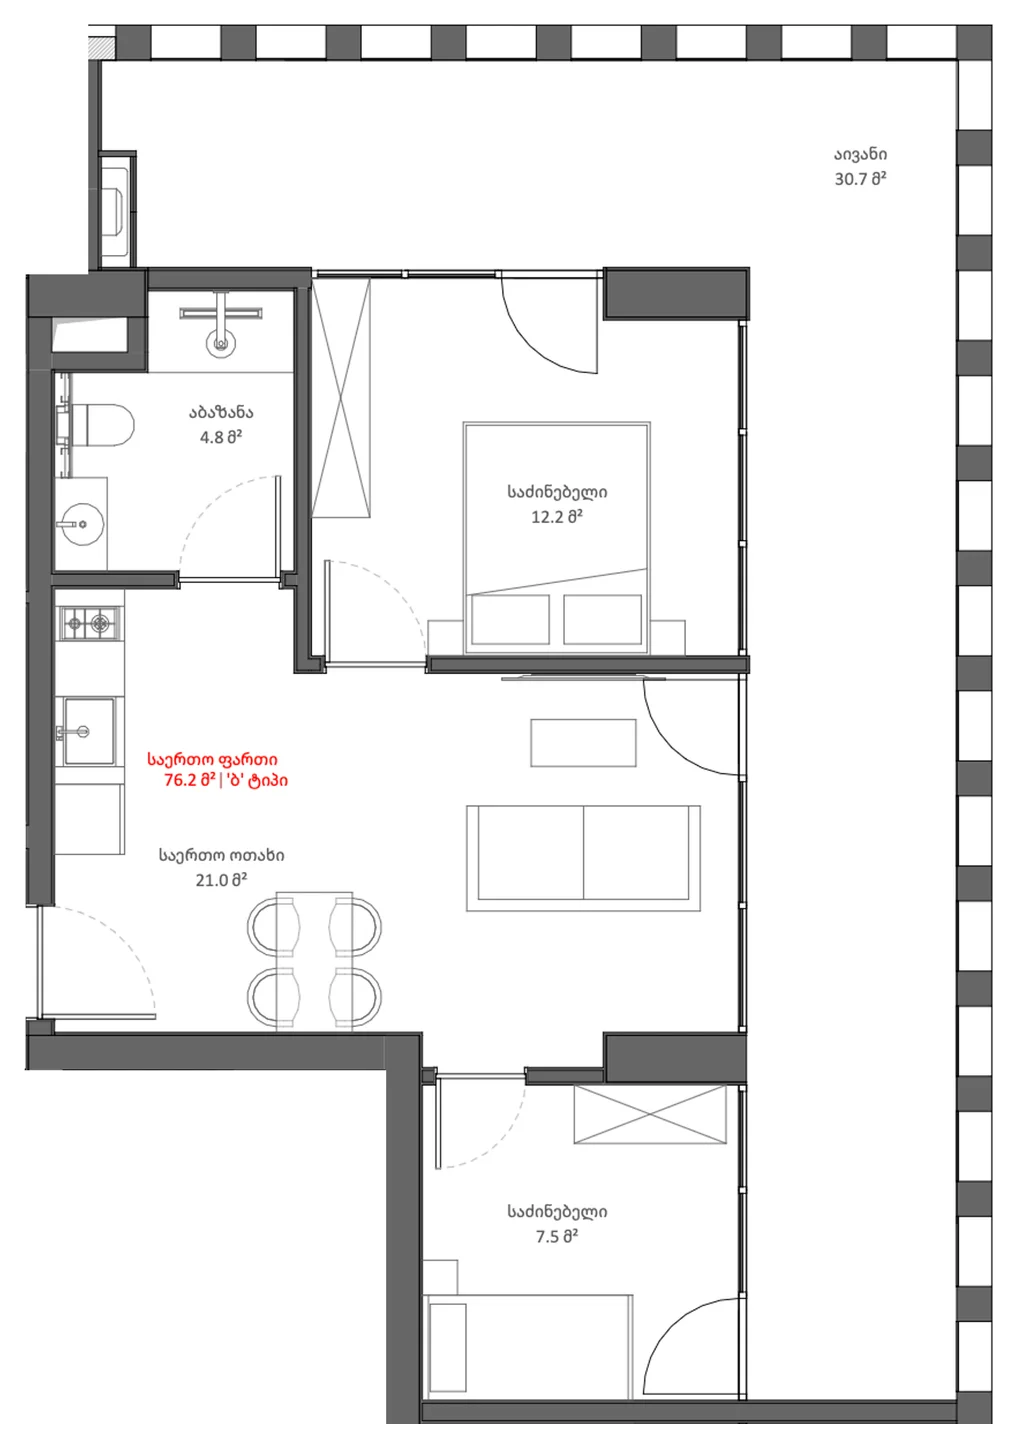 აივანი
30.7 მ²
აბაზანა
4.8 მ²
საძინებელი
12.2 მ²
საერთო ფართი
76.2 მ² | 'ბ' ტიპი
საერთო ოთახი
21.0 მ²
საძინებელი
7.5 მ²